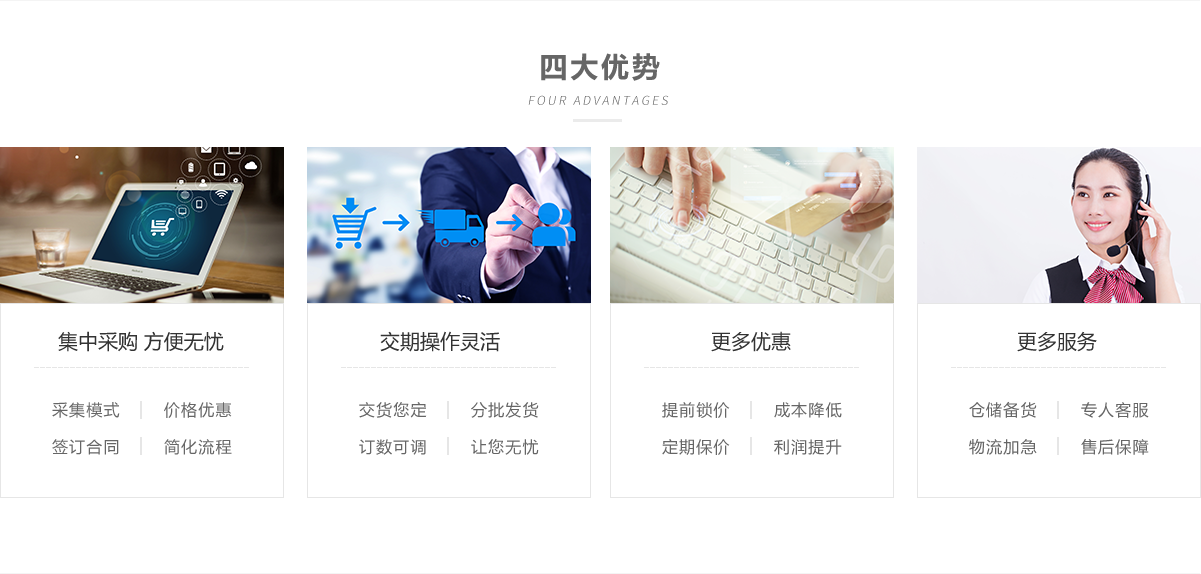 四大优势
FOUR ADVANTAGES
集中采购 方便无忧
采集模式 价格优惠
签订合同 简化流程
交期操作灵活
交货您定 分批发货
订数可调 让您无忧
更多优惠
提前锁价 成本降低
定期保价 利润提升
更多服务
仓储备货 专人客服
物流加急 售后保障